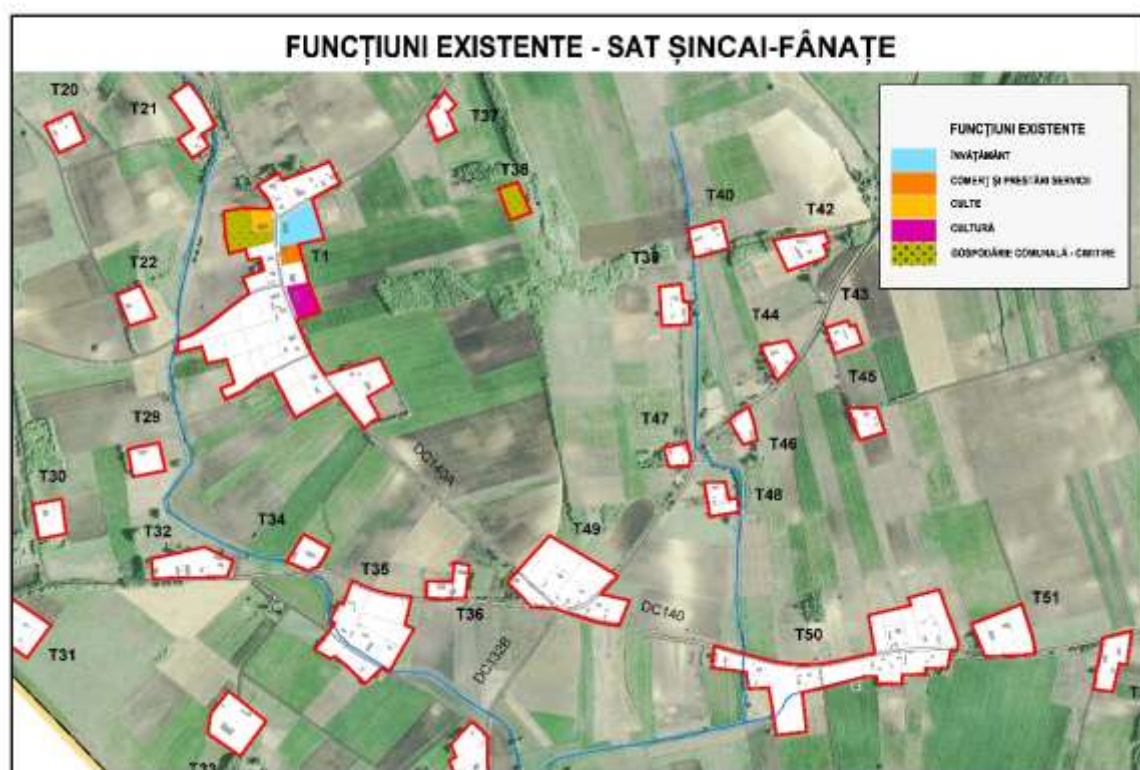 FUNCȚIUNI EXISTENTE - SAT ȘINCAI-FÂNAȚE
T20
T21
T37
FUNCȚIUNI EXISTENTE
ÎNVĂȚĂMÂNT
COMERȚ ȘI PRESTĂRI SERVICII
CULTE
CULTURĂ
GOSPODĂRIE COMUNALĂ - CIMITIRE
T38
T40
T42
T1
T22
T39
T43
T44
T45
T29
T47
T46
DC143A
T30
T48
T32
T34
T49
T35
T36
DC140
T51
T50
T31
DC132B
T33